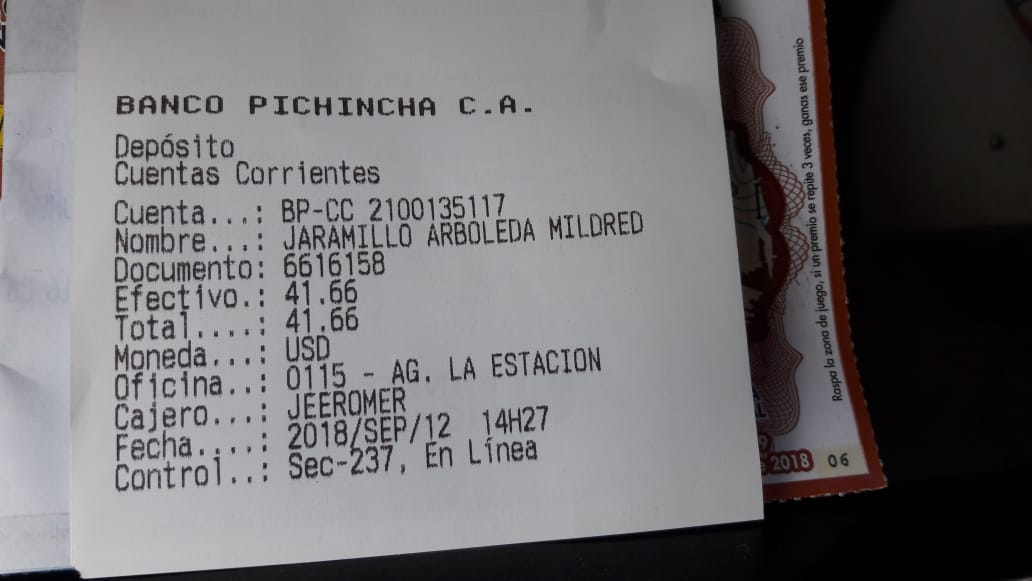 BANCO PICHINCHA C.A.
Depósito
Cuentas Corrientes
Cuenta...: BP-CC 2100135117
Nombre...: JARAMILLO ARBOLEDA MILDRED
Documento: 6616158
Efectivo.: 41.66
Total....: 41.66
Moneda...: USD
Oficina..: 0115 - AG. LA ESTACION
Cajero...: JEEROMER
Fecha....: 2018/SEP/12 14H27
Control..: Sec-237, En Línea
Raspa la zona de juego, si un premio se repite 3 veces, ganas ese premio
2018 06